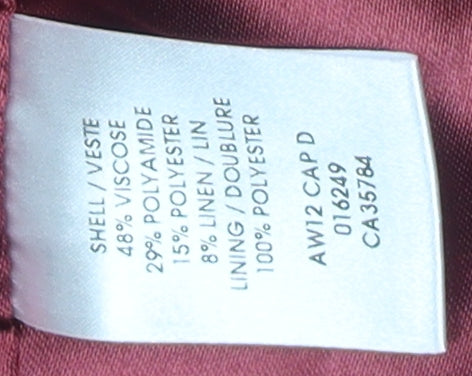 SHELL / VESTE
48% VISCOSE
29% POLYAMIDE
15% POLYESTER
8% LINEN / LIN
LINING / DOUBLURE
100% POLYESTER
AW12 CAP D
016249
CA35784